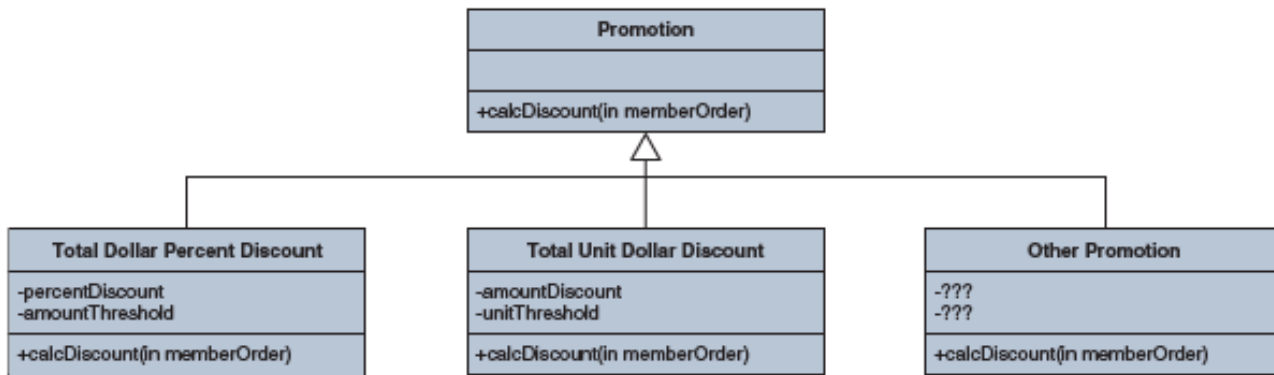 Promotion
+calcDiscount(in memberOrder)
Total Dollar Percent Discount
-percentDiscount
-amountThreshold
+calcDiscount(in memberOrder)
Total Unit Dollar Discount
-amountDiscount
-unitThreshold
+calcDiscount(in memberOrder)
Other Promotion
-???
-???
+calcDiscount(in memberOrder)